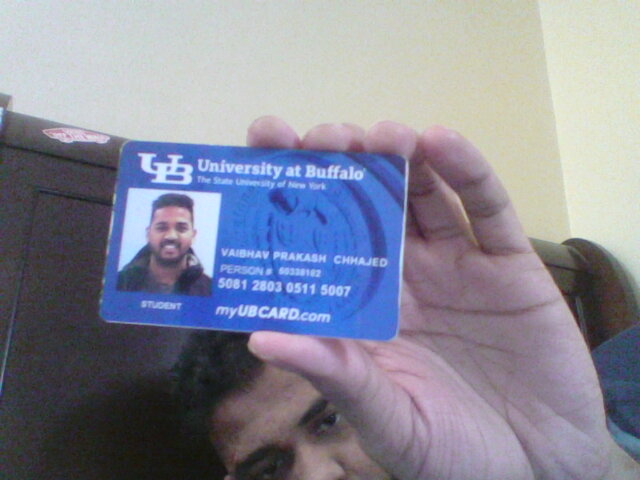 UB University at Buffalo
The State University of New York
VAIBHAV PRAKASH CHHAJED
PERSON # 50338182
5081 2803 0511 5007
STUDENT
myUBCARD.com